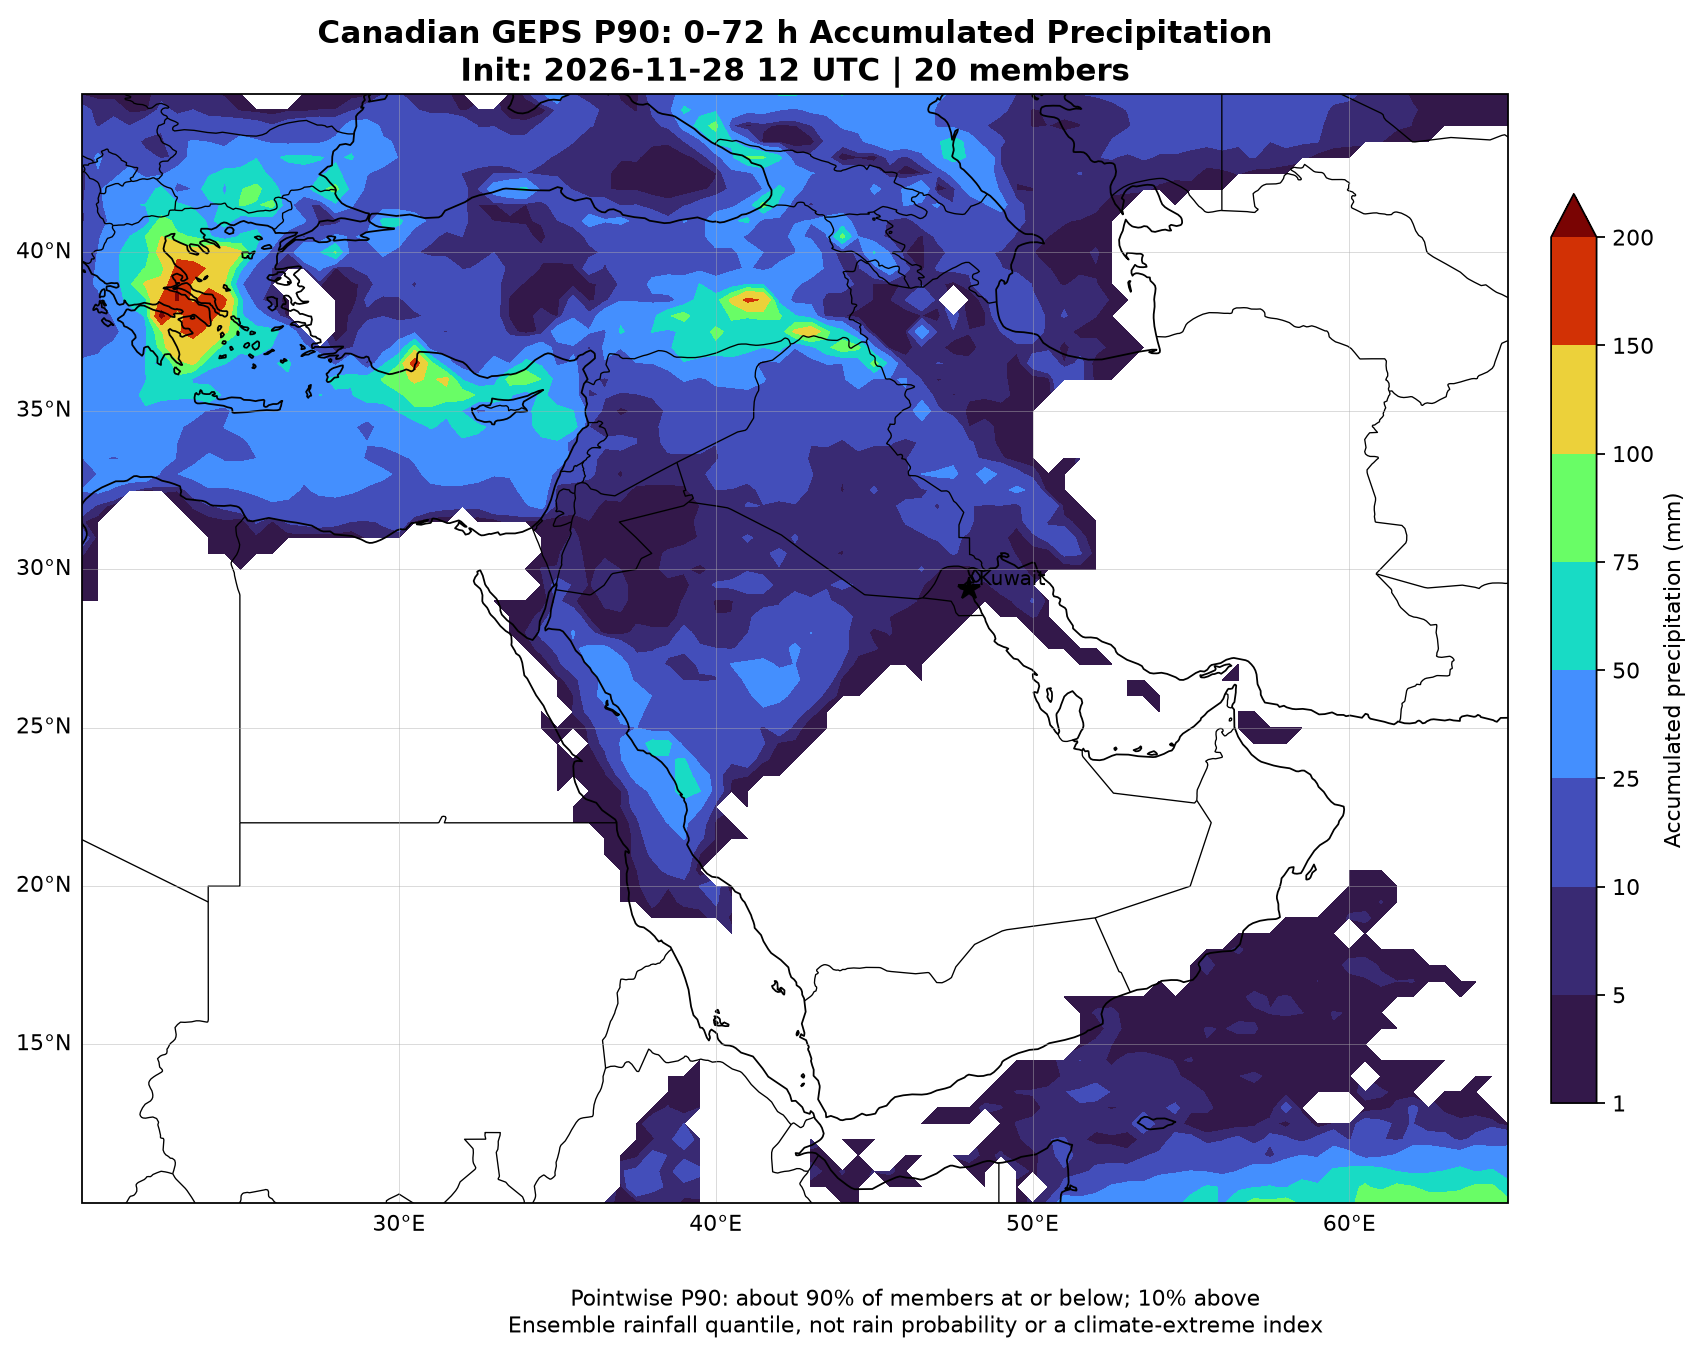 Canadian GEPS P90: 0–72 h Accumulated Precipitation
Init: 2026-11-28 12 UTC | 20 members
40°N
35°N
30°N
25°N
20°N
15°N
30°E
40°E
50°E
60°E
Kuwait
200
150
100
75
50
25
10
5
1
Accumulated precipitation (mm)
Pointwise P90: about 90% of members at or below; 10% above
Ensemble rainfall quantile, not rain probability or a climate-extreme index